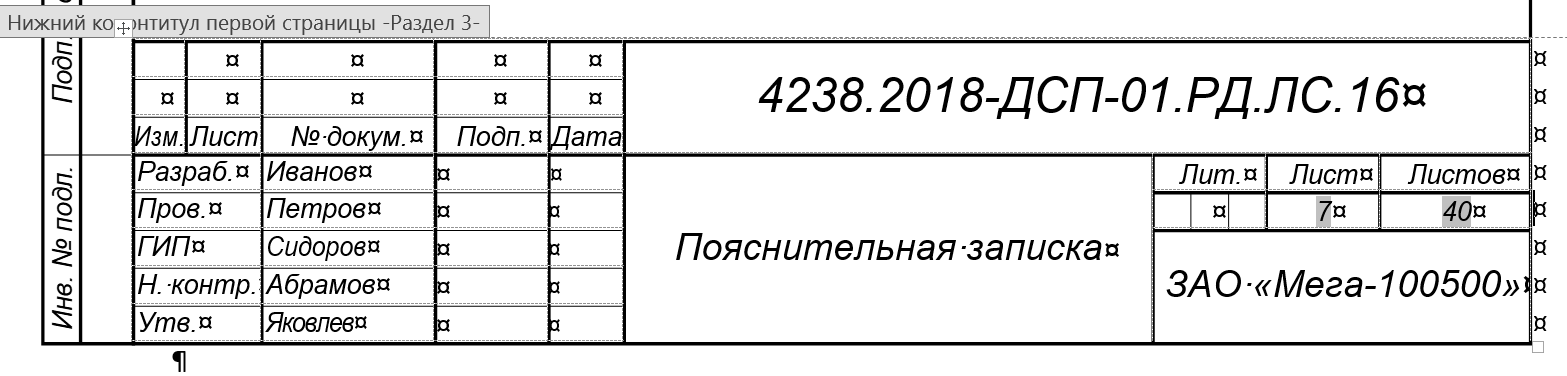 Нижний колонтитул первой страницы -Раздел 3-
Подп.
4238.2018-ДСП-01.РД.ЛС.16¤
Изм. Лист № докум.¤ Подп.¤ Дата
Инв. № подп.
Разраб.¤ Иванов¤
Пров.¤ Петров¤
ГИП¤ Сидоров¤
Н. контр. Абрамов¤
Утв.¤ Яковлев¤
Пояснительная·записка¤
Лит.¤ Лист¤ Листов¤
7¤ 40¤
ЗАО·«Мега-100500»¤
¶